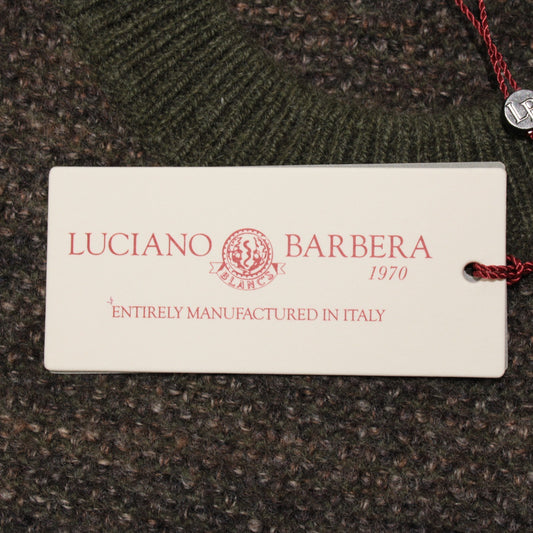 LUCIANO BARBERA
BLANCS
1970
ENTIRELY MANUFACTURED IN ITALY